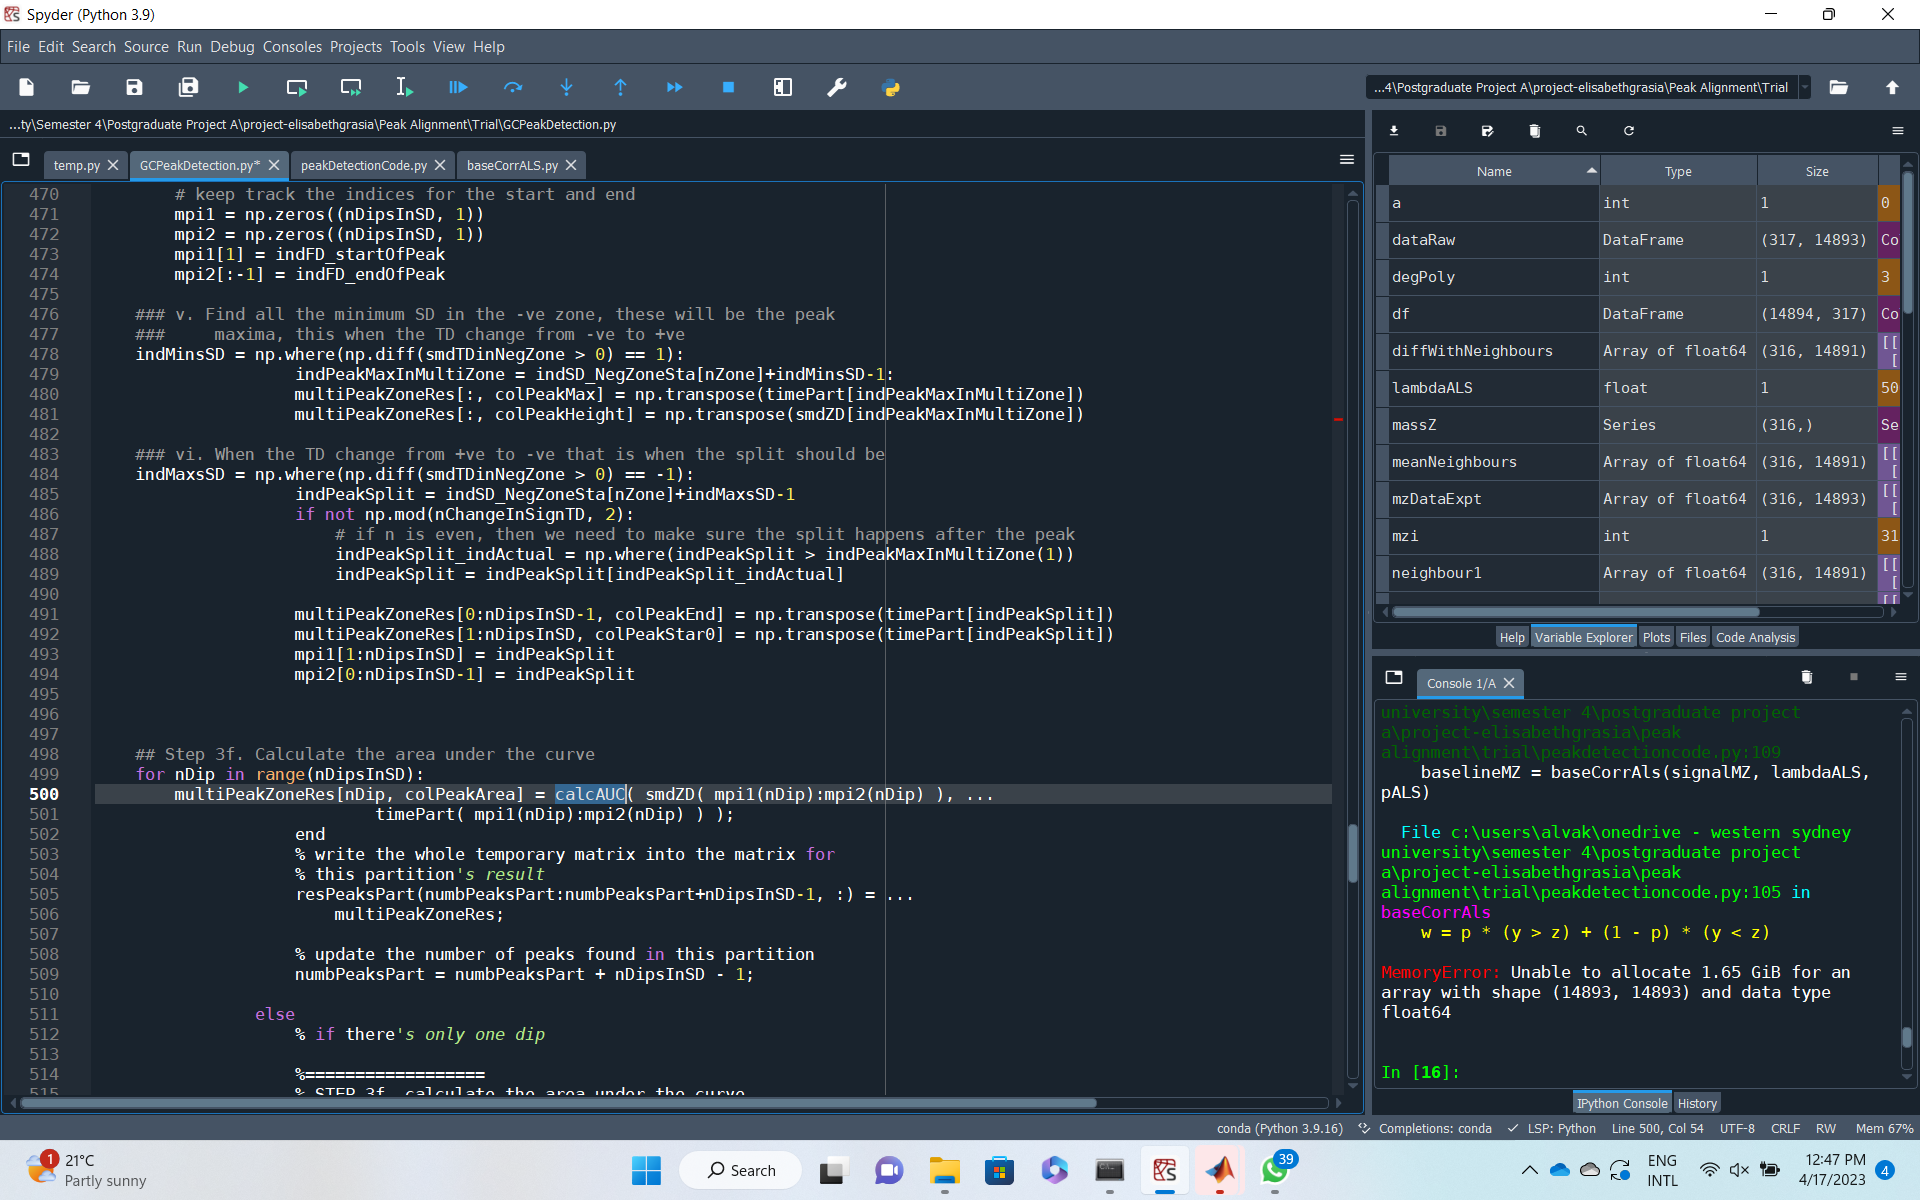 Spyder (Python 3.9)
File Edit Search Source Run Debug Consoles Projects Tools View Help
...4\Postgraduate Project A\project-elisabethgrasia\Peak Alignment\Trial
...ty\Semester 4\Postgraduate Project A\project-elisabethgrasia\Peak Alignment\Trial\GCPeakDetection.py
temp.py GCPeakDetection.py* peakDetectionCode.py baseCorrALS.py
470 # keep track the indices for the start and end
471 mpi1 = np.zeros((nDipsInSD, 1))
472 mpi2 = np.zeros((nDipsInSD, 1))
473 mpi1[1] = indFD_startOfPeak
474 mpi2[:-1] = indFD_endOfPeak
475
476 ### v. Find all the minimum SD in the -ve zone, these will be the peak
477 ### maxima, this when the TD change from -ve to +ve
478 indMinsSD = np.where(np.diff(smdTDinNegZone > 0) == 1):
479 indPeakMaxInMultiZone = indSD_NegZoneSta[nZone]+indMinsSD-1:
480 multiPeakZoneRes[:, colPeakMax] = np.transpose(timePart[indPeakMaxInMultiZone])
481 multiPeakZoneRes[:, colPeakHeight] = np.transpose(smdZD[indPeakMaxInMultiZone])
482
483 ### vi. When the TD change from +ve to -ve that is when the split should be
484 indMaxsSD = np.where(np.diff(smdTDinNegZone > 0) == -1):
485 indPeakSplit = indSD_NegZoneSta[nZone]+indMaxsSD-1
486 if not np.mod(nChangeInSignTD, 2):
487 # if n is even, then we need to make sure the split happens after the peak
488 indPeakSplit_indActual = np.where(indPeakSplit > indPeakMaxInMultiZone(1))
489 indPeakSplit = indPeakSplit[indPeakSplit_indActual]
490
491 multiPeakZoneRes[0:nDipsInSD-1, colPeakEnd] = np.transpose(timePart[indPeakSplit])
492 multiPeakZoneRes[1:nDipsInSD, colPeakStar0] = np.transpose(timePart[indPeakSplit])
493 mpi1[1:nDipsInSD] = indPeakSplit
494 mpi2[0:nDipsInSD-1] = indPeakSplit
495
496
497
498 ## Step 3f. Calculate the area under the curve
499 for nDip in range(nDipsInSD):
500 multiPeakZoneRes[nDip, colPeakArea] = calcAUC( smdZD( mpi1(nDip):mpi2(nDip) ), ...
501 timePart( mpi1(nDip):mpi2(nDip) ) );
502 end
503 % write the whole temporary matrix into the matrix for
504 % this partition's result
505 resPeaksPart(numbPeaksPart:numbPeaksPart+nDipsInSD-1, :) = ...
506 multiPeakZoneRes;
507
508 % update the number of peaks found in this partition
509 numbPeaksPart = numbPeaksPart + nDipsInSD - 1;
510
511 else
512 % if there's only one dip
513
514 %==================
515 % STEP 3f. calculate the area under the curve
Name Type Size
a int 1 0
dataRaw DataFrame (317, 14893) Co
degPoly int 1 3
df DataFrame (14894, 317) Co
diffWithNeighbours Array of float64 (316, 14891) [[ [
lambdaALS float 1 50
massZ Series (316,) Se
meanNeighbours Array of float64 (316, 14891) [[ [
mzDataExpt Array of float64 (316, 14893) [[ [
mzi int 1 31
neighbour1 Array of float64 (316, 14891) [[ [
[[
Help Variable Explorer Plots Files Code Analysis
Console 1/A
university\semester 4\postgraduate project
a\project-elisabethgrasia\peak
alignment\trial\peakdetectioncode.py:109
baselineMZ = baseCorrAls(signalMZ, lambdaALS,
pALS)
File c:\users\alvak\onedrive - western sydney
university\semester 4\postgraduate project
a\project-elisabethgrasia\peak
alignment\trial\peakdetectioncode.py:105 in
baseCorrAls
w = p * (y > z) + (1 - p) * (y < z)
MemoryError: Unable to allocate 1.65 GiB for an
array with shape (14893, 14893) and data type
float64
In [16]:
IPython Console History
conda (Python 3.9.16) Completions: conda LSP: Python Line 500, Col 54 UTF-8 CRLF RW Mem 67%
1 21°C
Partly sunny
Search
39
ENG
INTL
12:47 PM
4/17/2023
4